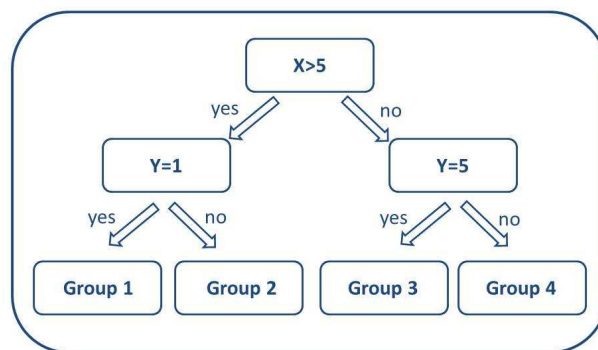 X>5
yes
no
Y=1
Y=5
yes
no
yes
no
Group 1
Group 2
Group 3
Group 4